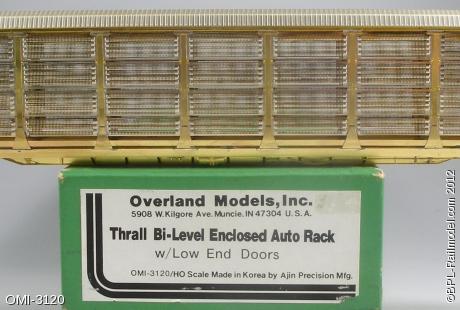 Overland Models, Inc.
5908 W. Kilgore Ave. Muncie, IN 47304 U.S.A.
Thrall Bi-Level Enclosed Auto Rack
w/Low End Doors
OMI-3120/HO Scale Made in Korea by Ajin Precision Mfg.
OMI-3120
©BPL-Railmodel.com 2012